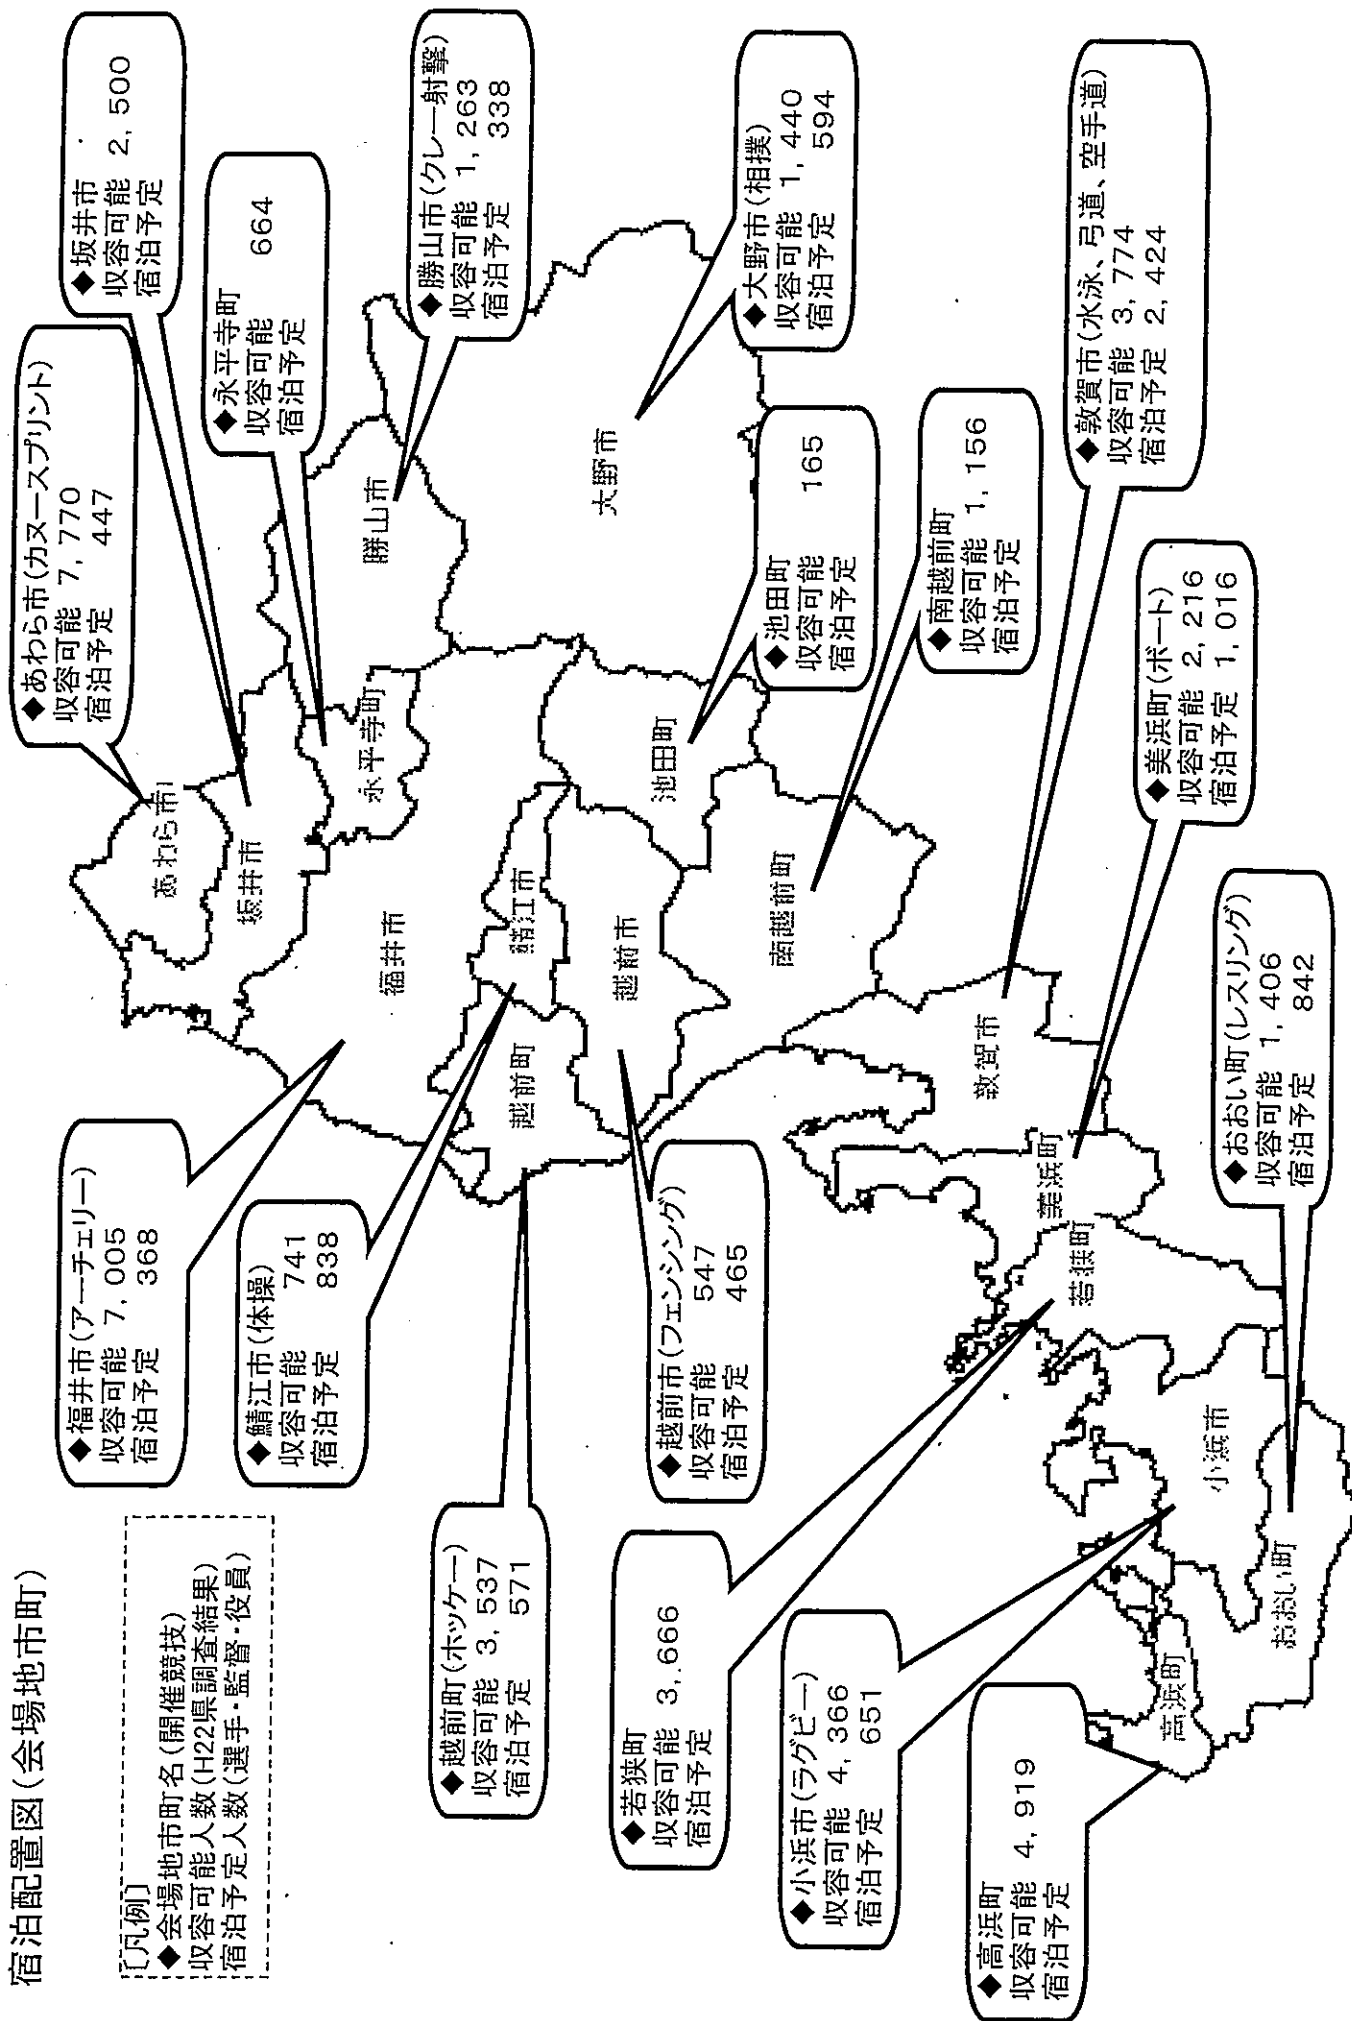 宿泊配置図(会場地市町)
[凡例]
◆会場地市町名(開催競技)
収容可能人数(H22県調査結果)
宿泊予定人数(選手・監督・役員)
◆福井市(アーチェリー)
収容可能 7,005
宿泊予定 368
◆鯖江市(体操)
収容可能 741
宿泊予定 838
◆越前町(ホッケー)
収容可能 3,537
宿泊予定 571
◆越前市(フェンシング)
収容可能 547
宿泊予定 465
◆若狭町
収容可能 3,666
宿泊予定
◆小浜市(ラグビー)
収容可能 4,366
宿泊予定 651
◆高浜町
収容可能 4,919
宿泊予定
◆あわら市(カヌースプリント)
収容可能 7,770
宿泊予定 447
◆坂井市
収容可能 2,500
宿泊予定
◆永平寺町
収容可能 664
宿泊予定
◆勝山市(クレー射撃)
収容可能 1,263
宿泊予定 338
◆大野市(相撲)
収容可能 1,440
宿泊予定 594
◆池田町
収容可能 165
宿泊予定
◆南越前町
収容可能 1,156
宿泊予定
◆敦賀市(水泳、弓道、空手道)
収容可能 3,774
宿泊予定 2,424
◆美浜町(ボート)
収容可能 2,216
宿泊予定 1,016
◆おおい町(レスリング)
収容可能 1,406
宿泊予定 842
あわら市
坂井市
永平寺町
勝山市
福井市
大野市
鯖江市
越前町
越前市
池田町
南越前町
敦賀市
美浜町
若狭町
小浜市
おおい町
高浜町